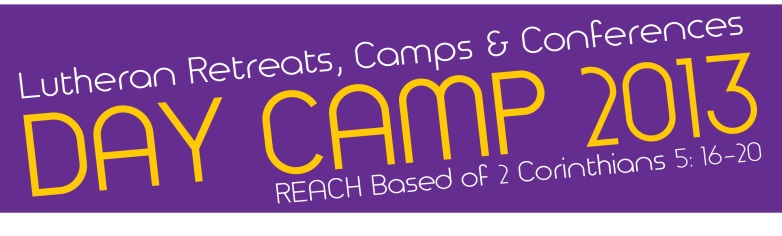 Lutheran Retreats, Camps & Conferences
DAY CAMP 2013
REACH Based of 2 Corinthians 5: 16-20